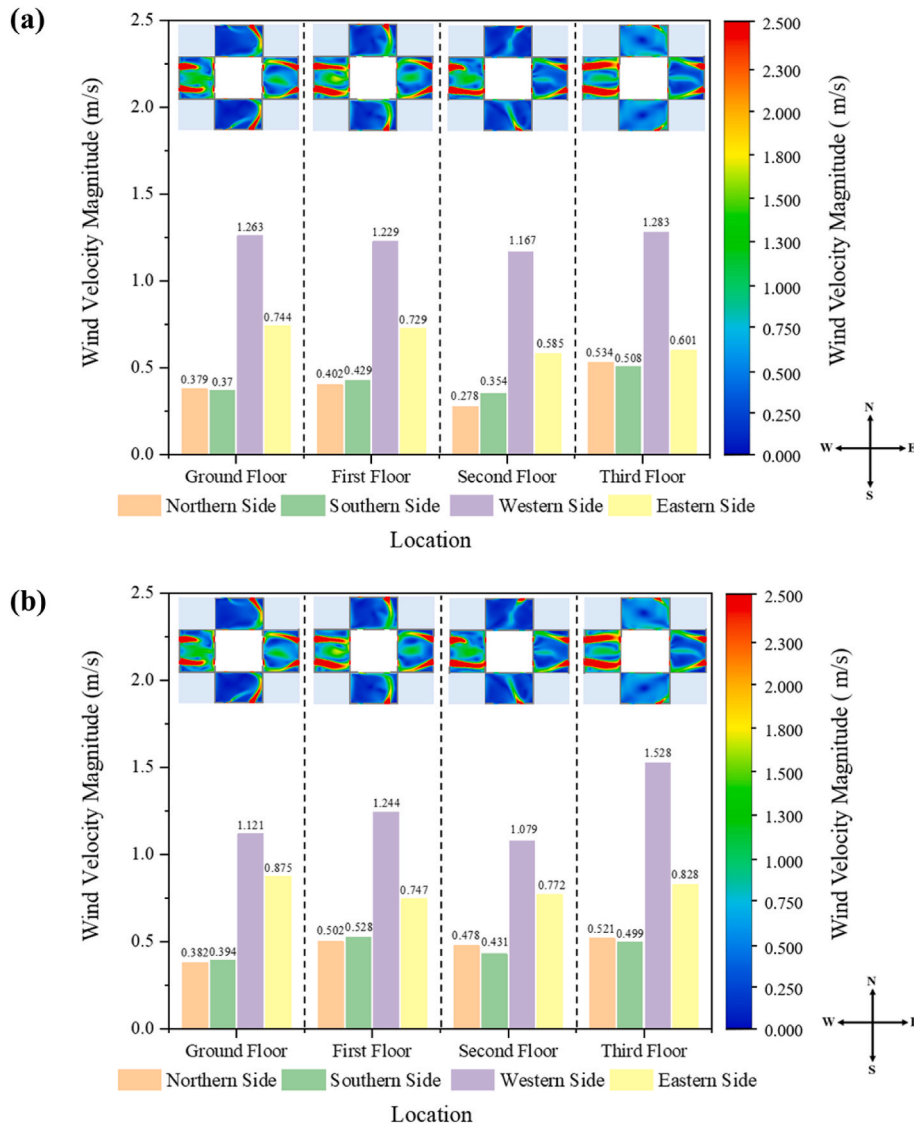 (a)
Wind Velocity Magnitude (m/s)
2.5
2.0
1.5
1.0
0.5
0.0
0.379 0.37 1.263 0.744
0.402 0.429 1.229 0.729
0.278 0.354 1.167 0.585
0.534 0.508 1.283 0.601
Ground Floor First Floor Second Floor Third Floor
Northern Side Southern Side Western Side Eastern Side
Location
2.500
2.300
2.000
1.800
1.500
1.300
1.000
0.750
0.500
0.250
0.000
Wind Velocity Magnitude ( m/s)
N
W E
S
(b)
Wind Velocity Magnitude (m/s)
2.5
2.0
1.5
1.0
0.5
0.0
0.382 0.394 1.121 0.875
0.502 0.528 1.244 0.747
0.478 0.431 1.079 0.772
0.521 0.499 1.528 0.828
Ground Floor First Floor Second Floor Third Floor
Northern Side Southern Side Western Side Eastern Side
Location
2.500
2.300
2.000
1.800
1.500
1.300
1.000
0.750
0.500
0.250
0.000
Wind Velocity Magnitude ( m/s)
N
W E
S